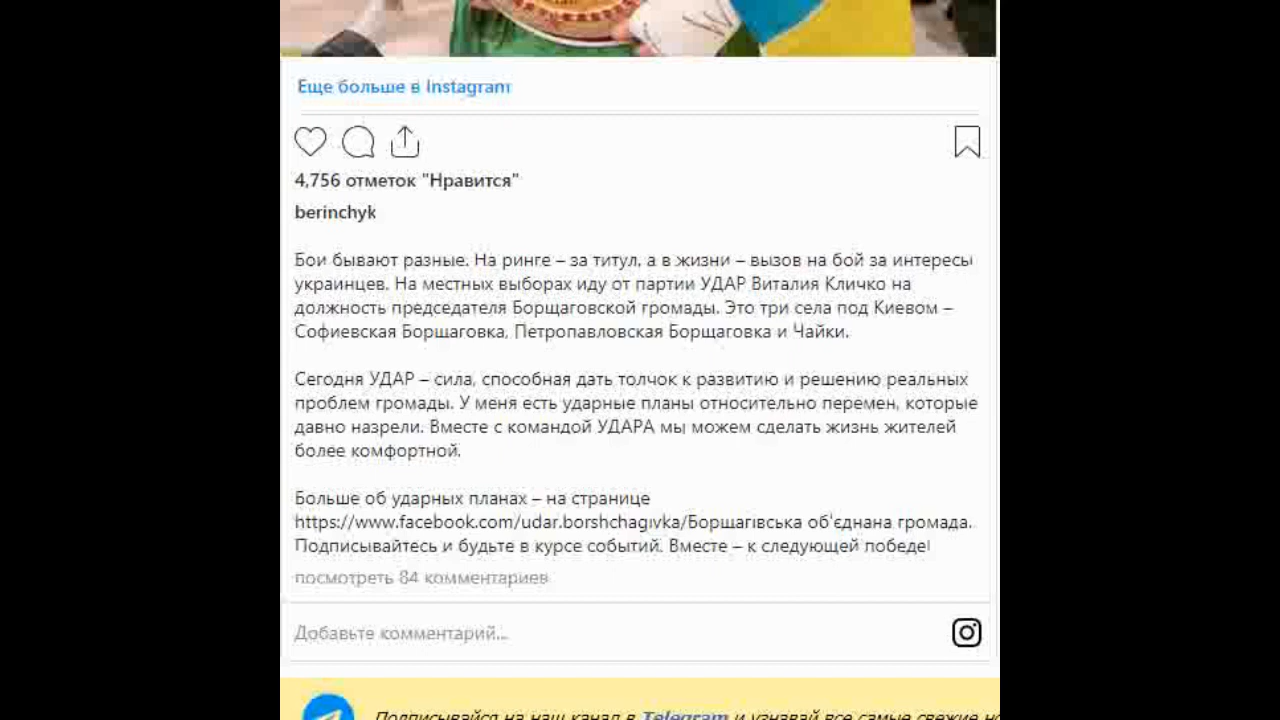 Еще больше в Instagram
4,756 отметок "Нравится"
berinchyk
Бои бывают разные. На ринге – за титул, а в жизни – вызов на бой за интересы
украинцев. На местных выборах иду от партии УДАР Виталия Кличко на
должность председателя Борщаговской громады. Это три села под Киевом –
Софиевская Борщаговка, Петропавловская Борщаговка и Чайки.
Сегодня УДАР – сила, способная дать толчок к развитию и решению реальных
проблем громады. У меня есть ударные планы относительно перемен, которые
давно назрели. Вместе с командой УДАРА мы можем сделать жизнь жителей
более комфортной.
Больше об ударных планах – на странице
https://www.facebook.com/udar.borshchagivka/Борщагівська об'єднана громада.
Подписывайтесь и будьте в курсе событий. Вместе – к следующей победе!
посмотреть 84 комментариев
Добавьте комментарий...
Подписывайся на наш канал в Telegram и узнавай все самые свежие